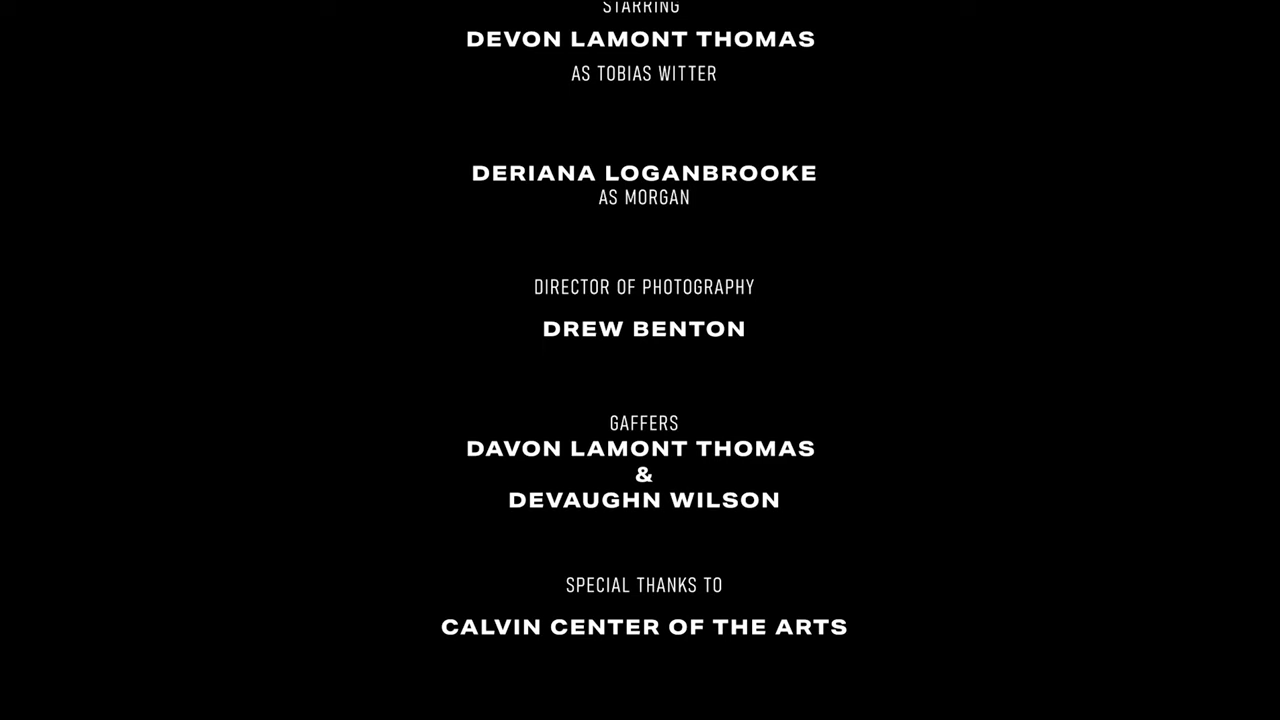 STARRING
DEVON LAMONT THOMAS
AS TOBIAS WITTER
DERIANA LOGANBROOKE
AS MORGAN
DIRECTOR OF PHOTOGRAPHY
DREW BENTON
GAFFERS
DAVON LAMONT THOMAS
&
DEVAUGHN WILSON
SPECIAL THANKS TO
CALVIN CENTER OF THE ARTS